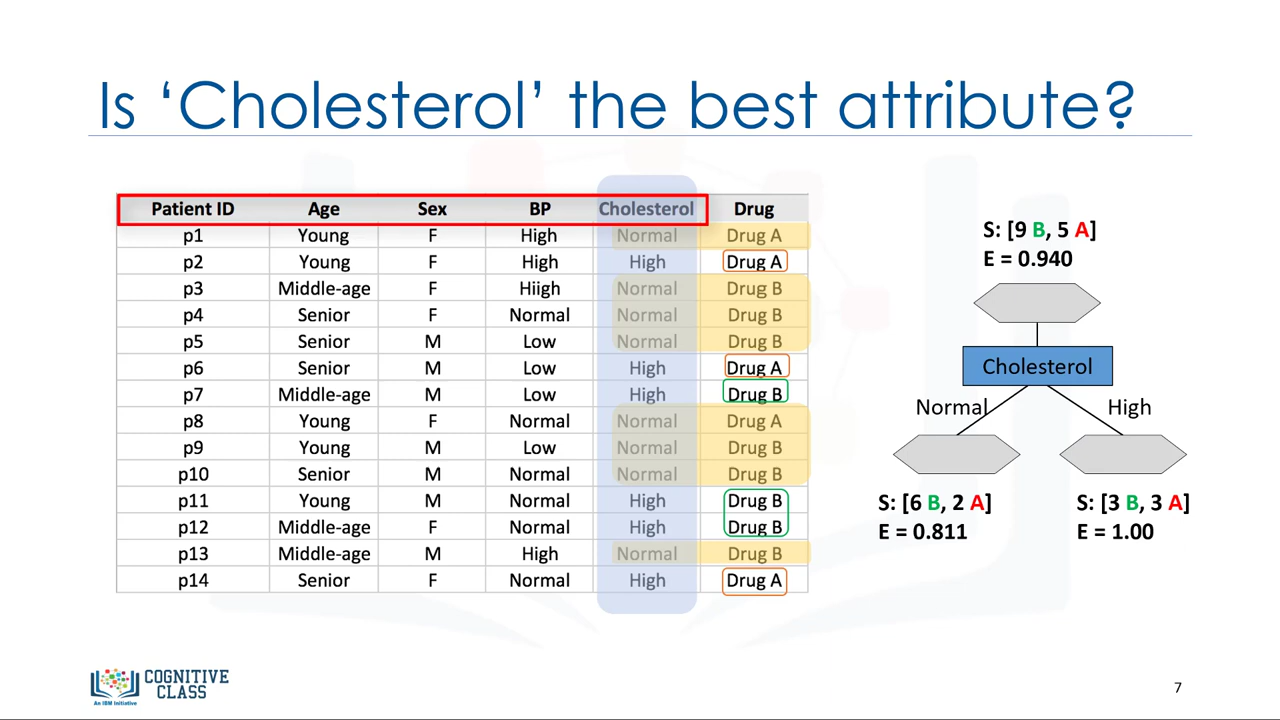 Is ‘Cholesterol’ the best attribute?
Patient ID Age Sex BP Cholesterol Drug
p1 Young F High Normal Drug A
p2 Young F High High Drug A
p3 Middle-age F Hiigh Normal Drug B
p4 Senior F Normal Normal Drug B
p5 Senior M Low Normal Drug B
p6 Senior M Low High Drug A
p7 Middle-age M Low High Drug B
p8 Young F Normal Normal Drug A
p9 Young M Low Normal Drug B
p10 Senior M Normal Normal Drug B
p11 Young M Normal High Drug B
p12 Middle-age F Normal High Drug B
p13 Middle-age M High Normal Drug B
p14 Senior F Normal High Drug A
S: [9 B, 5 A]
E = 0.940
Cholesterol
Normal High
S: [6 B, 2 A]
E = 0.811
S: [3 B, 3 A]
E = 1.00
COGNITIVE
CLASS
An IBM Initiative
7